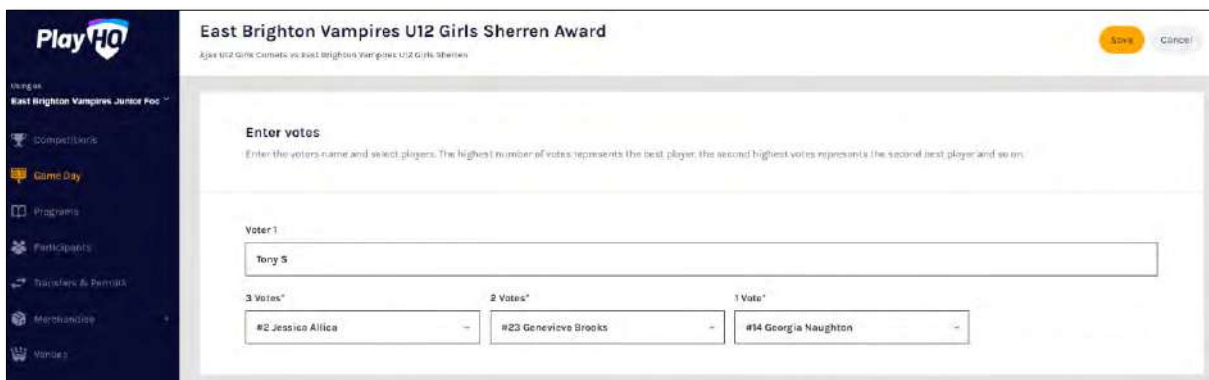 PlayHQ
East Brighton Vampires U12 Girls Sherren Award
Ajax U12 Girls Comets vs East Brighton Vampires U12 Girls Sherren
Save
Cancel
East Brighton Vampires Junior Foo
Competitions
Game Day
Programs
Participants
Transfers & Permits
Merchandise
Venues
Enter votes
Enter the voters name and select players. The highest number of votes represents the best player, the second highest votes represents the second best player and so on.
Voter 1
Tony S
3 Votes*
2 Votes*
1 Vote*
#2 Jessica Allica
#23 Genevieve Brooks
#14 Georgia Naughton